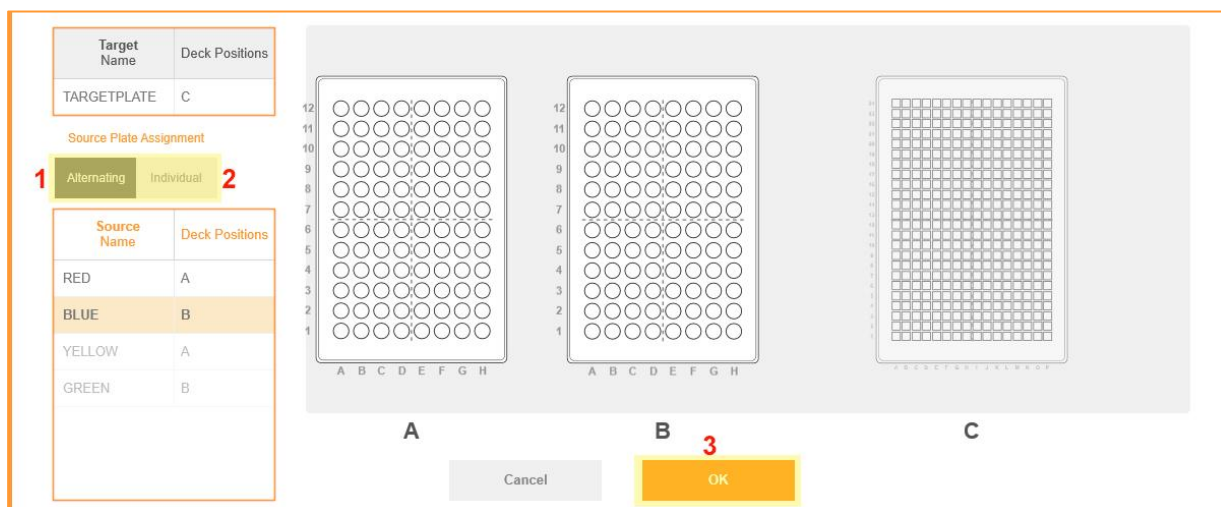 Target Name Deck Positions
TARGETPLATE C
Source Plate Assignment
1 Alternating Individual 2
Source Name Deck Positions
RED A
BLUE B
YELLOW A
GREEN B
12
11
10
9
8
7
6
5
4
3
2
1
A B C D E F G H
A
12
11
10
9
8
7
6
5
4
3
2
1
A B C D E F G H
B
C
3
Cancel OK